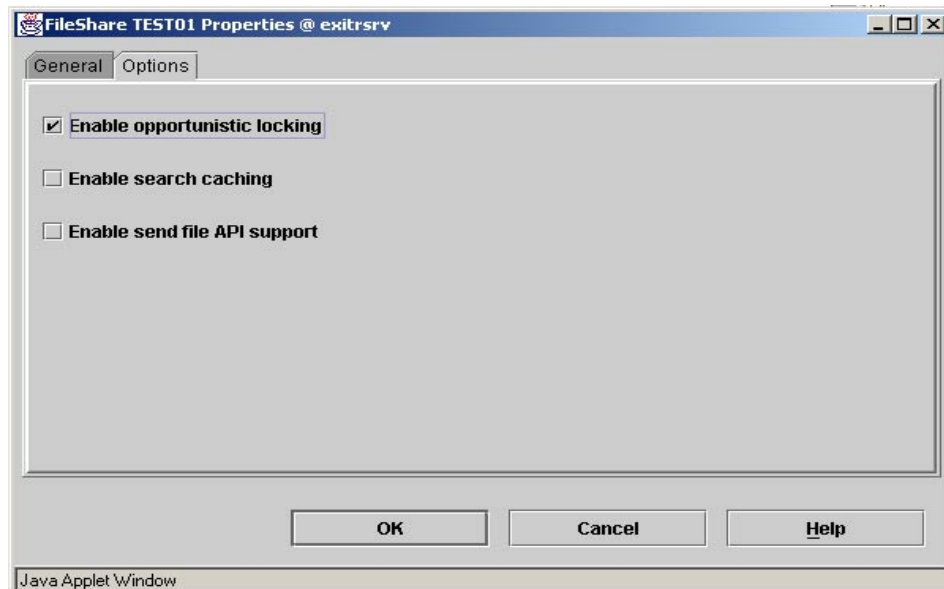 FileShare TEST01 Properties @ exitrsrv
General Options
Enable opportunistic locking
Enable search caching
Enable send file API support
OK Cancel Help
Java Applet Window